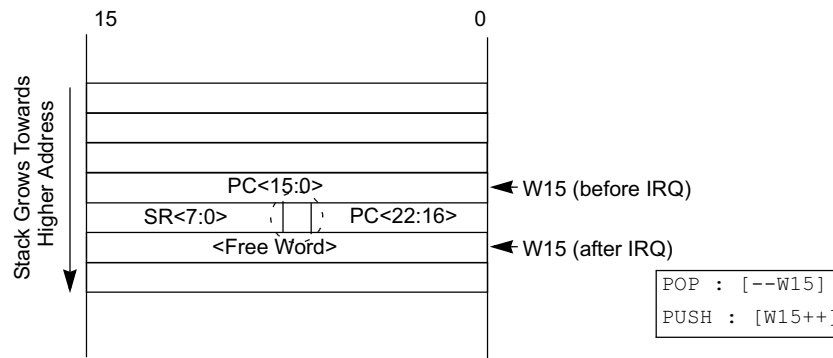 15 0
Stack Grows Towards
Higher Address
PC<15:0>
W15 (before IRQ)
SR<7:0> PC<22:16>
<Free Word>
W15 (after IRQ)
POP : [--W15]
PUSH : [W15++]